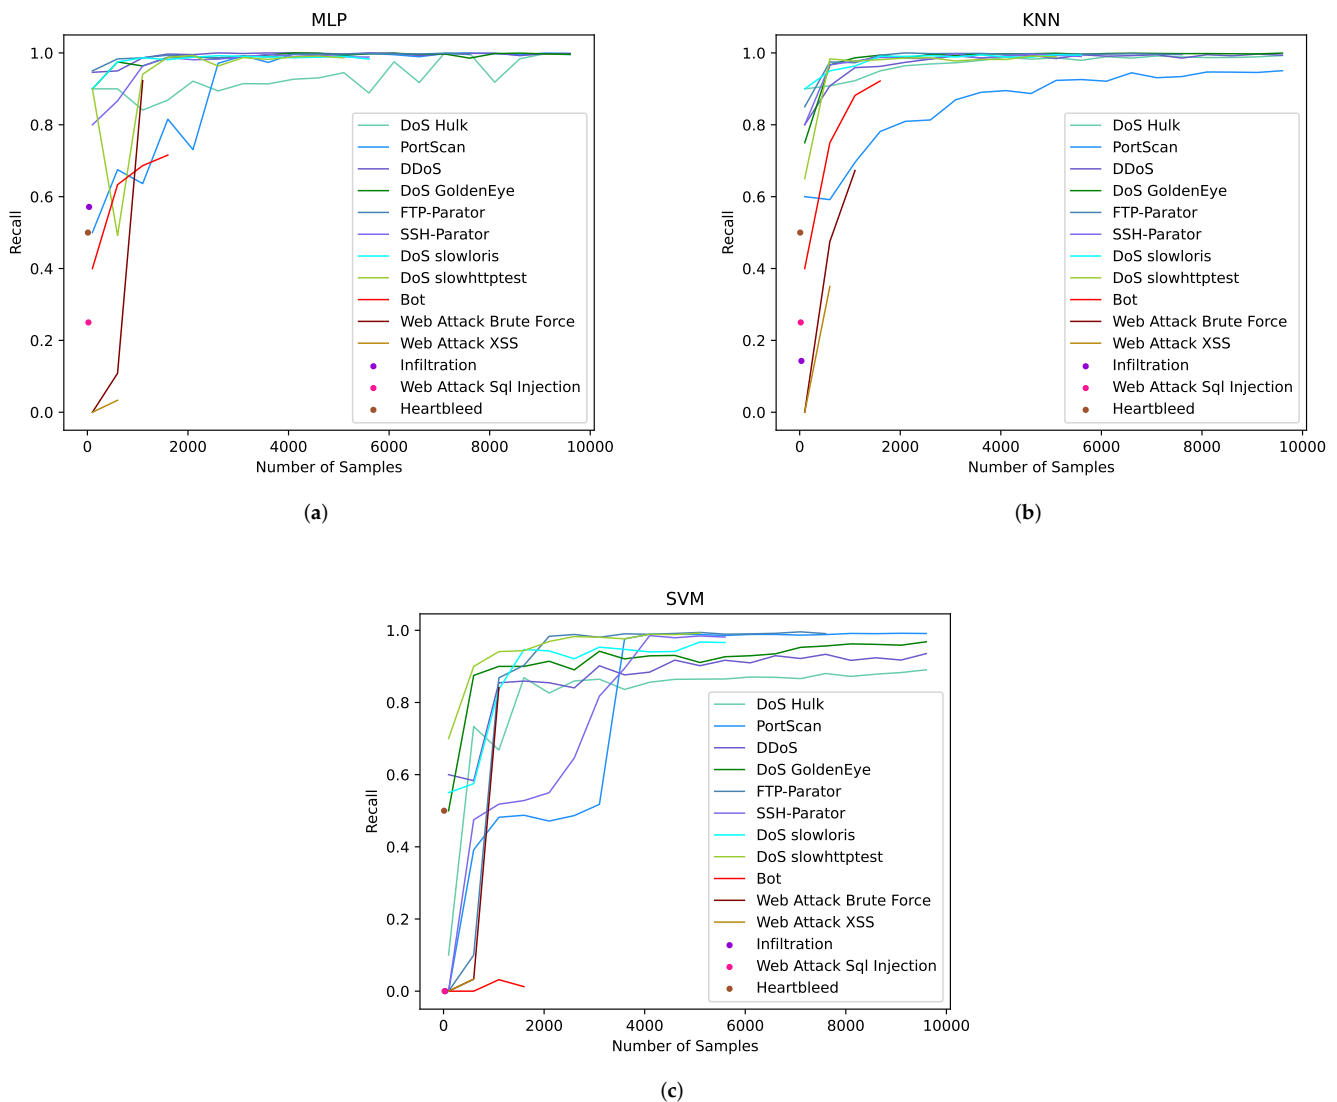 MLP
1.0
0.8
0.6
0.4
0.2
0.0
Recall
0 2000 4000 6000 8000 10000
Number of Samples
DoS Hulk
PortScan
DDoS
DoS GoldenEye
FTP-Parator
SSH-Parator
DoS slowloris
DoS slowhttptest
Bot
Web Attack Brute Force
Web Attack XSS
Infiltration
Web Attack Sql Injection
Heartbleed
(a)
KNN
1.0
0.8
0.6
0.4
0.2
0.0
Recall
0 2000 4000 6000 8000 10000
Number of Samples
DoS Hulk
PortScan
DDoS
DoS GoldenEye
FTP-Parator
SSH-Parator
DoS slowloris
DoS slowhttptest
Bot
Web Attack Brute Force
Web Attack XSS
Infiltration
Web Attack Sql Injection
Heartbleed
(b)
SVM
1.0
0.8
0.6
0.4
0.2
0.0
Recall
0 2000 4000 6000 8000 10000
Number of Samples
DoS Hulk
PortScan
DDoS
DoS GoldenEye
FTP-Parator
SSH-Parator
DoS slowloris
DoS slowhttptest
Bot
Web Attack Brute Force
Web Attack XSS
Infiltration
Web Attack Sql Injection
Heartbleed
(c)